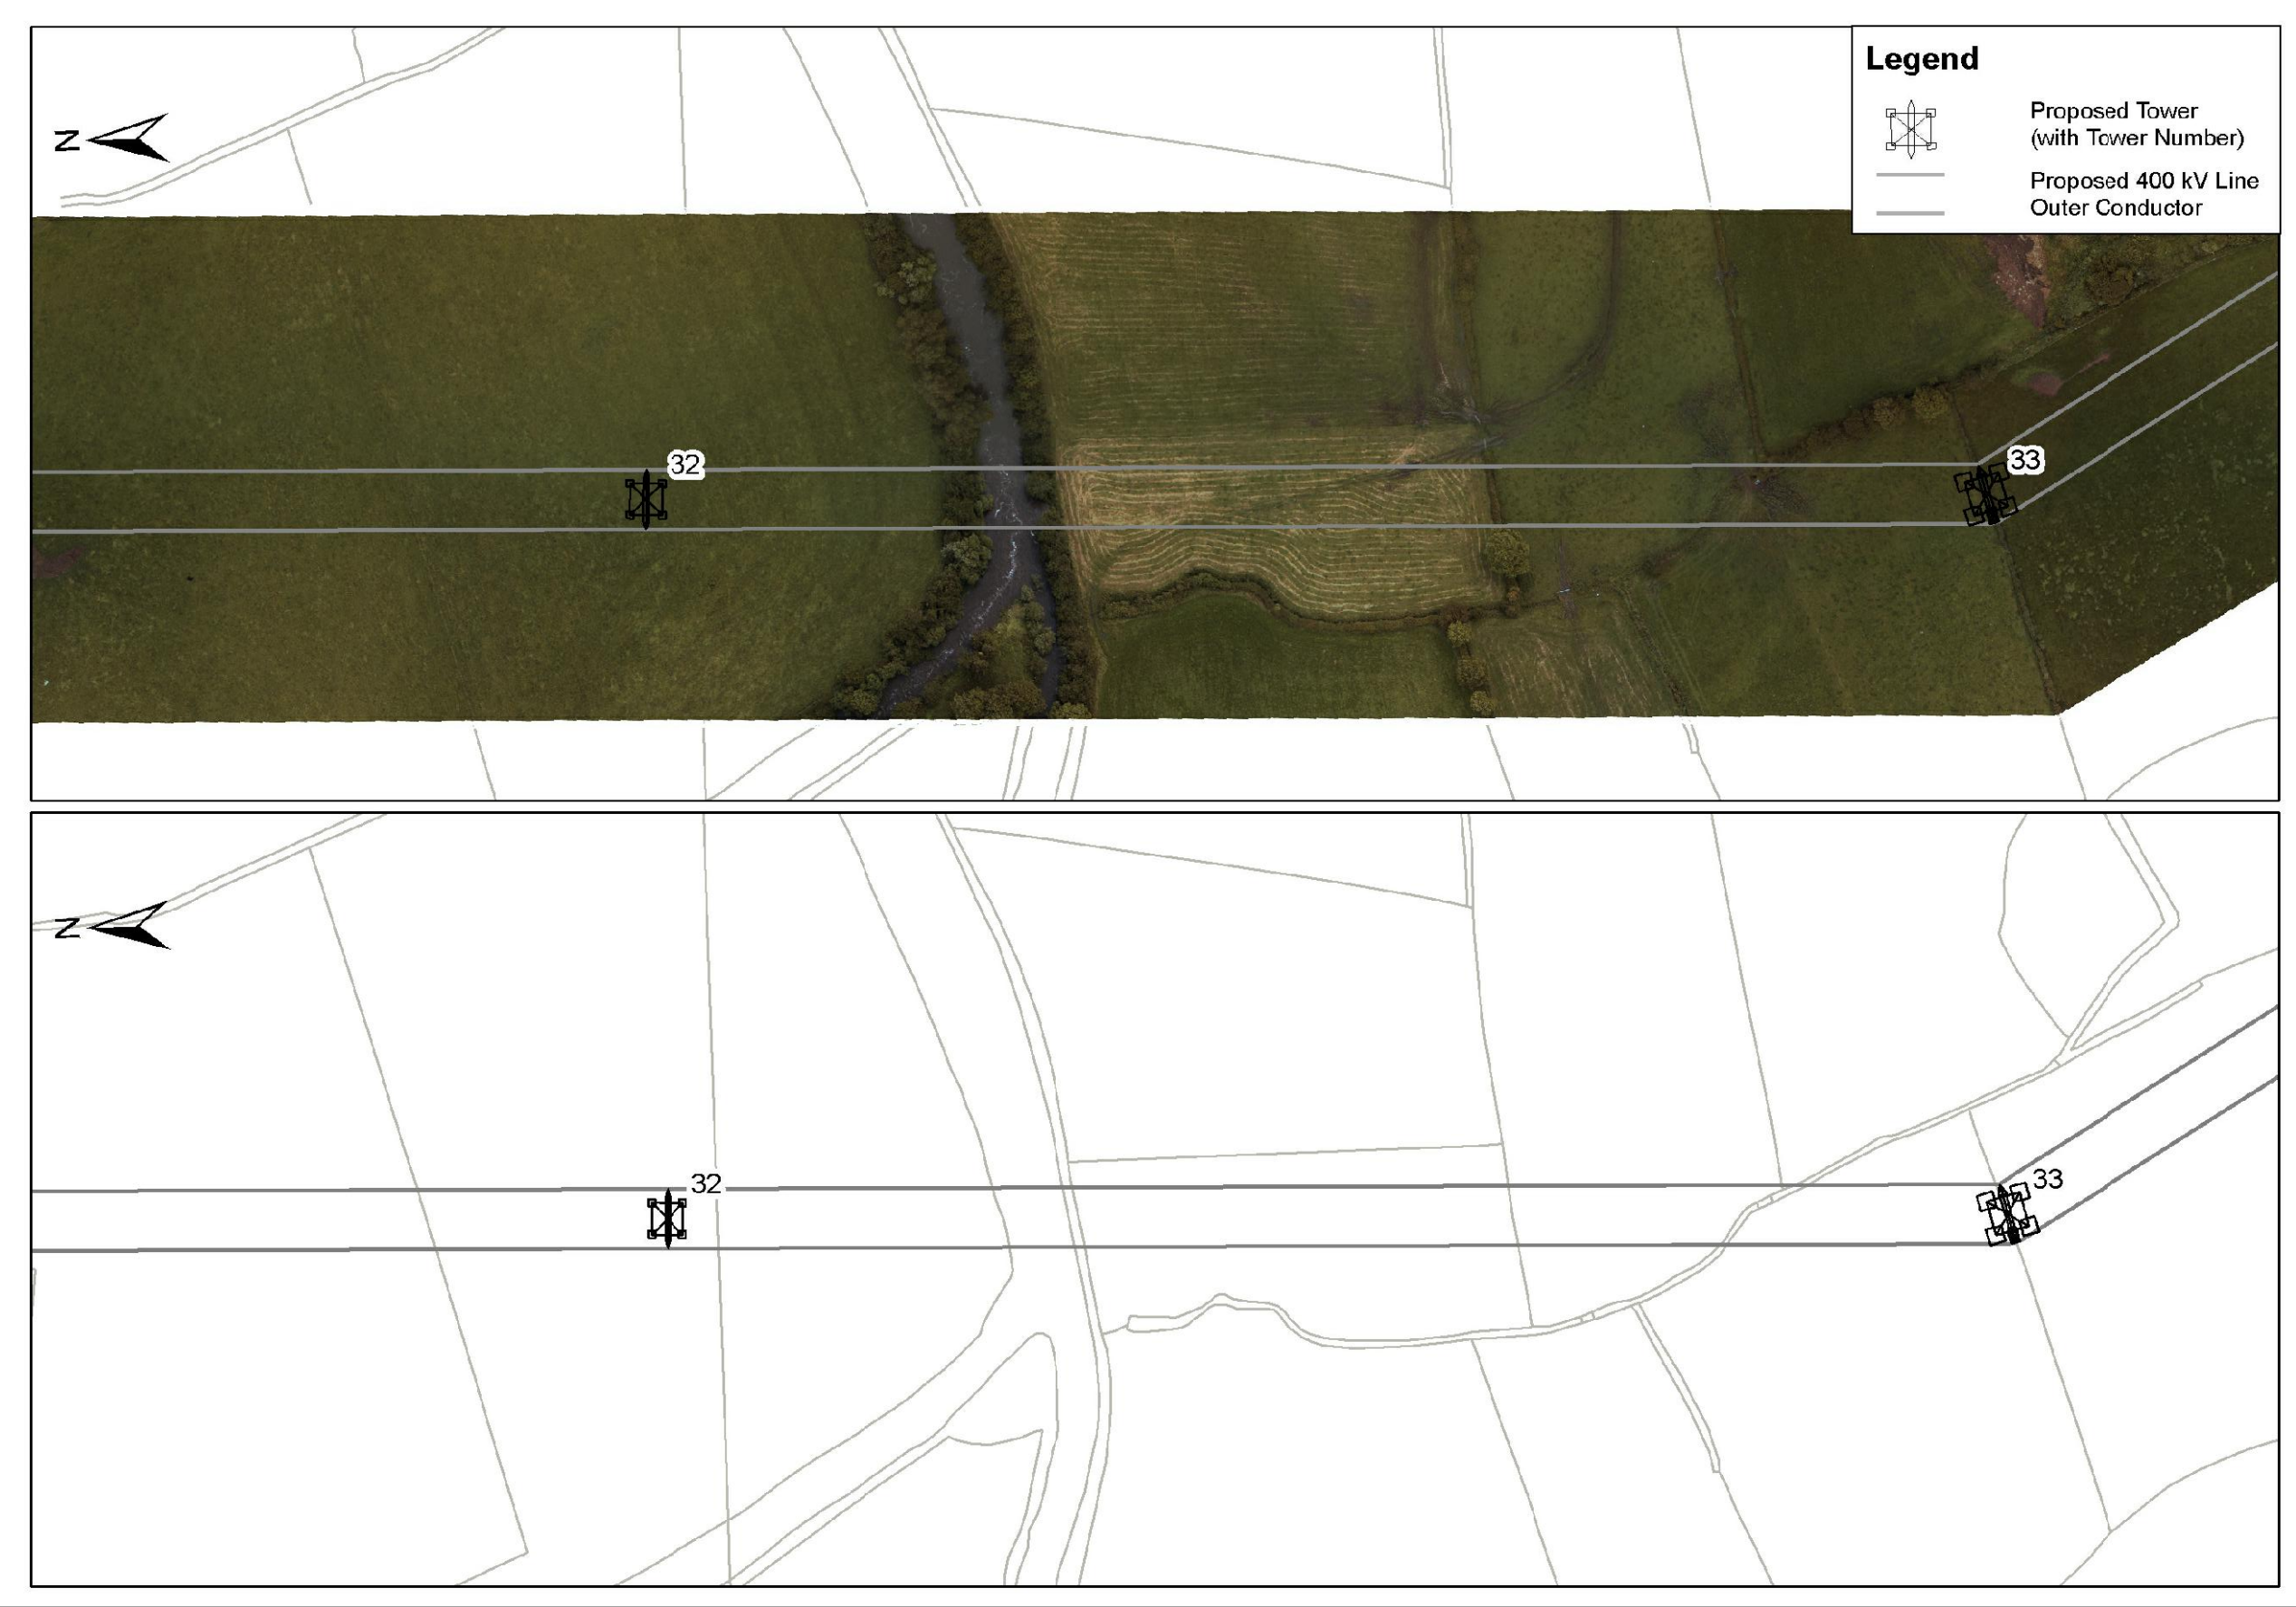 Legend
N
Proposed Tower
(with Tower Number)
Proposed 400 kV Line
Outer Conductor
32
33
N
32
33